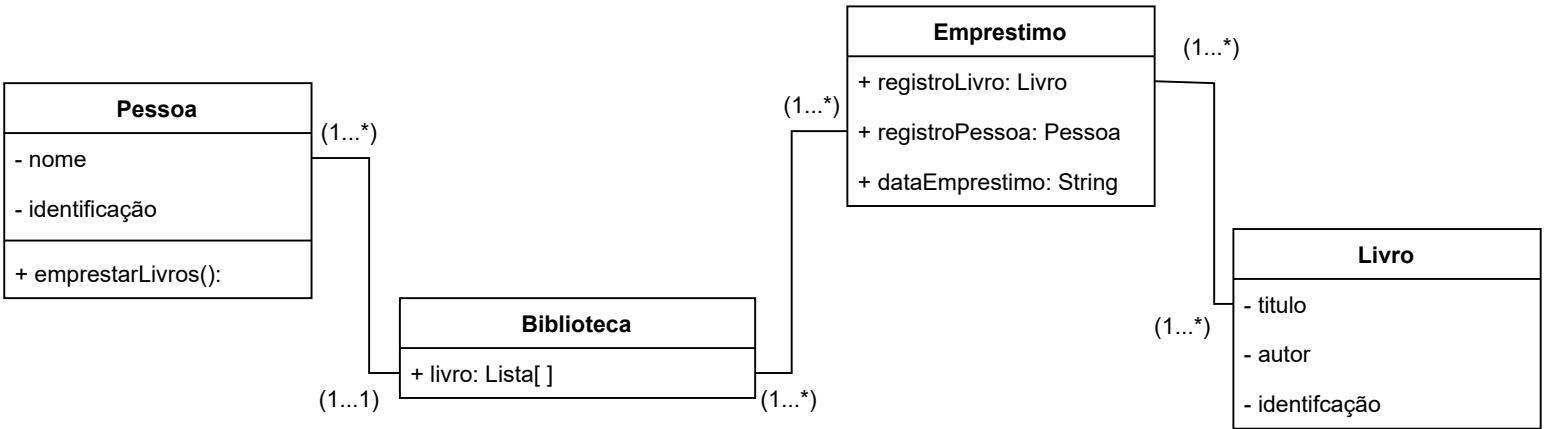 Pessoa
- nome
- identificação
+ emprestarLivros():
(1...*)
(1...1)
Biblioteca
+ livro: Lista[ ]
(1...*)
(1...*)
Emprestimo
+ registroLivro: Livro
+ registroPessoa: Pessoa
+ dataEmprestimo: String
(1...*)
(1...*)
Livro
- titulo
- autor
- identifcação